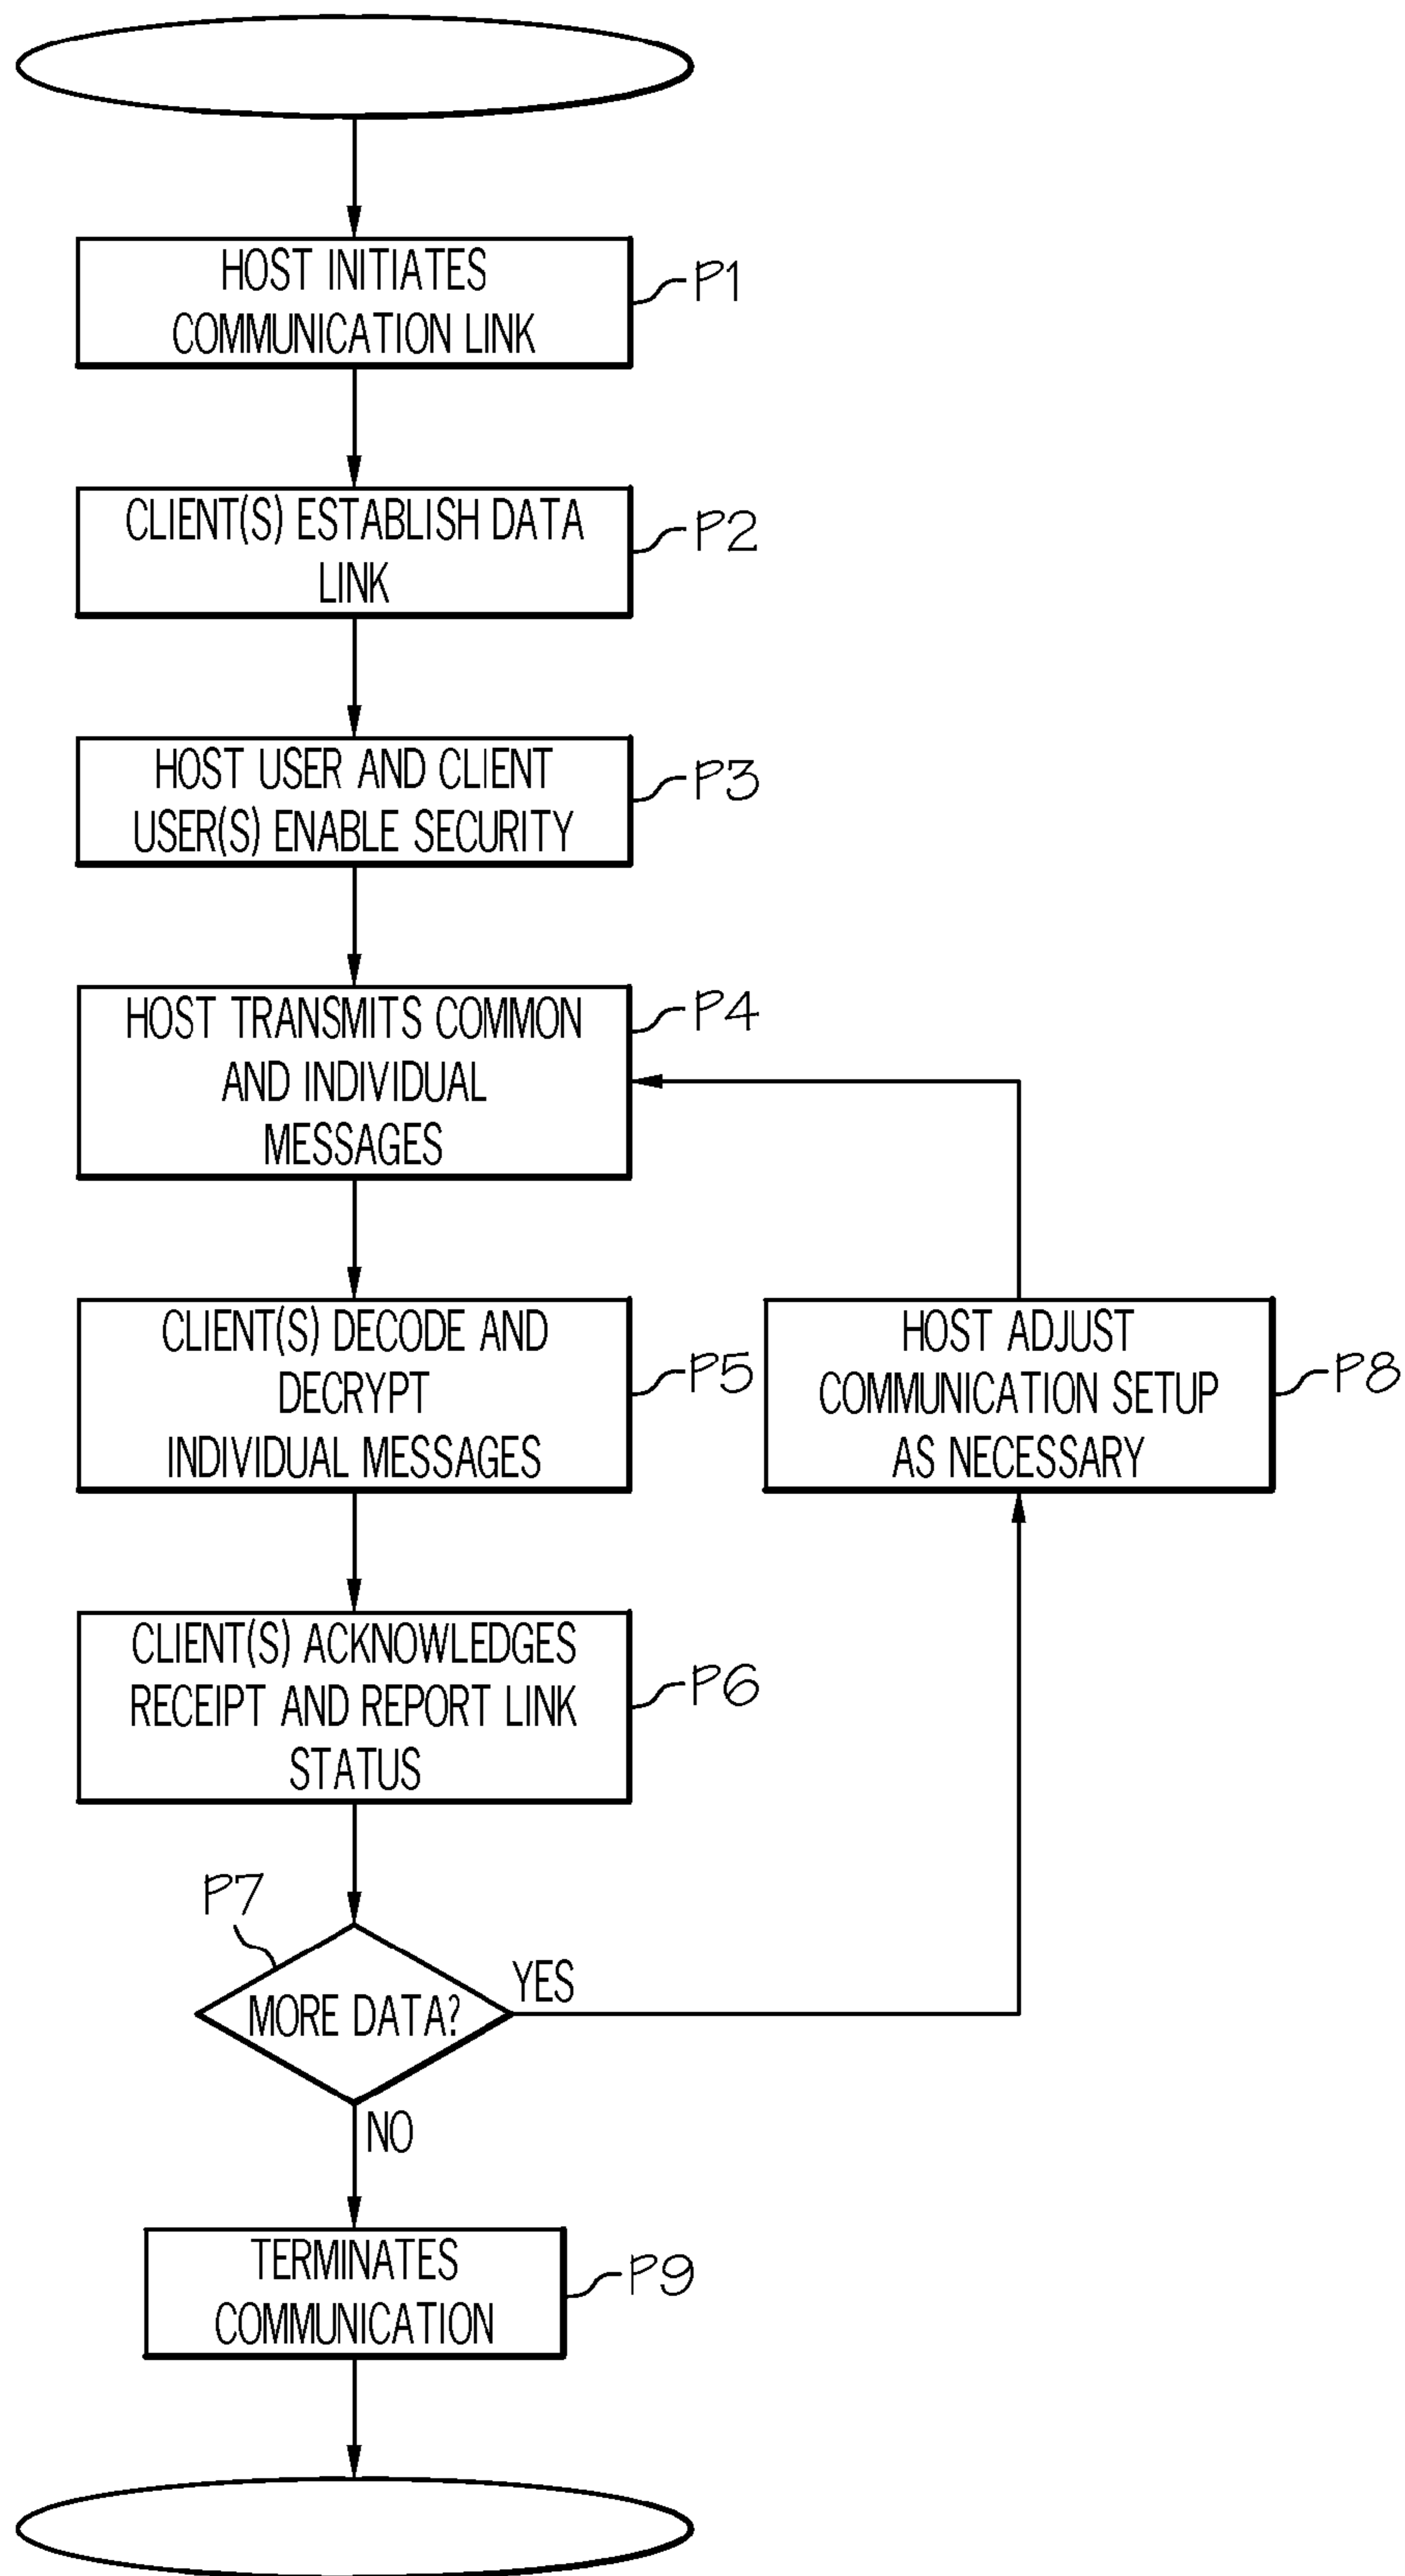 HOST INITIATES
COMMUNICATION LINK
P1
CLIENT(S) ESTABLISH DATA
LINK
P2
HOST USER AND CLIENT
USER(S) ENABLE SECURITY
P3
HOST TRANSMITS COMMON
AND INDIVIDUAL
MESSAGES
P4
CLIENT(S) DECODE AND
DECRYPT
INDIVIDUAL MESSAGES
P5
HOST ADJUST
COMMUNICATION SETUP
AS NECESSARY
P8
CLIENT(S) ACKNOWLEDGES
RECEIPT AND REPORT LINK
STATUS
P6
P7
MORE DATA?
YES
NO
TERMINATES
COMMUNICATION
P9